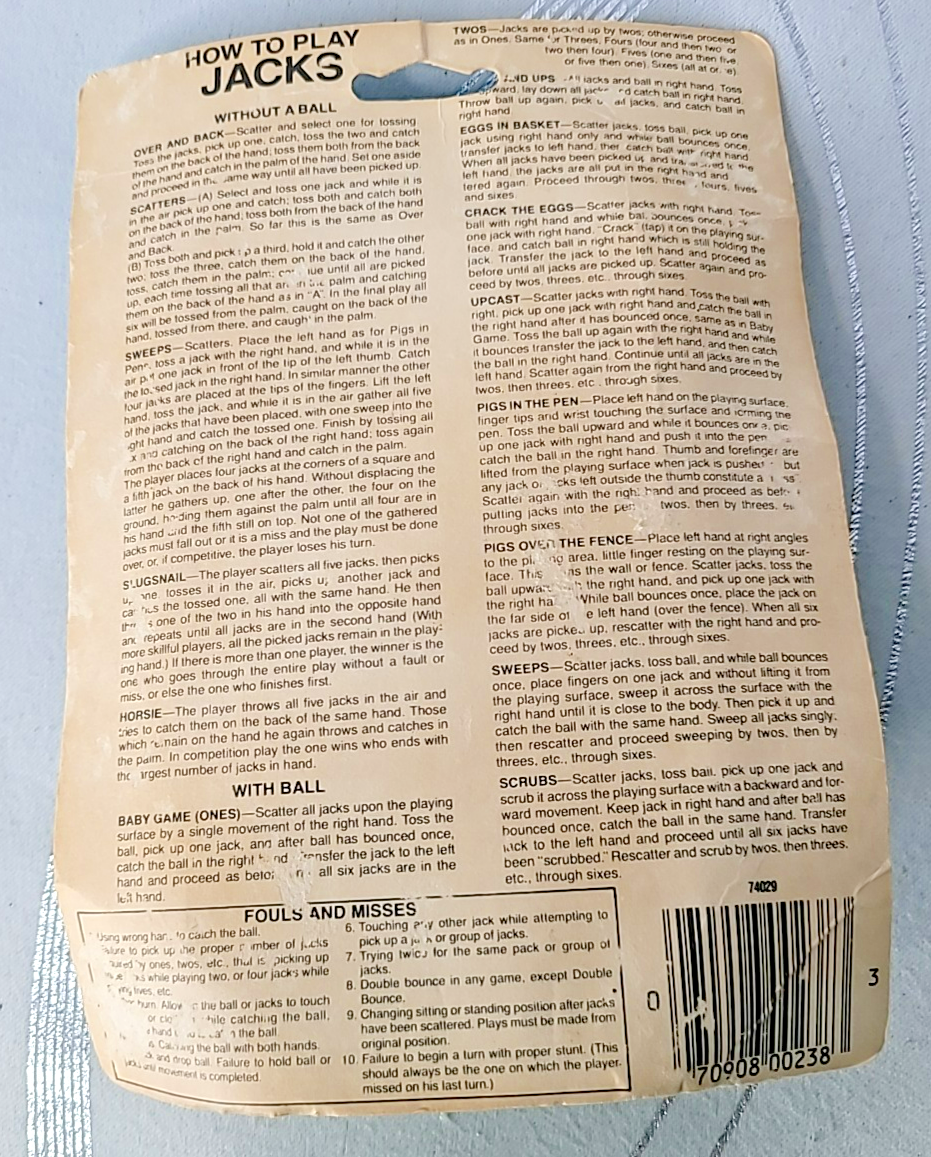 HOW TO PLAY
JACKS
WITHOUT A BALL
OVER AND BACK—Scatter and select one for tossing
Toss the jacks, pick up one, catch, toss the two and catch
them on the back of the hand; toss them both from the back
of the hand and catch in the palm of the hand. Set one aside
and proceed in the same way until all have been picked up.
SCATTERS—(A) Select and toss one jack and while it is
in the air pick up one and catch; toss both and catch both
on the back of the hand; toss both from the back of the hand
and catch in the palm. So far this is the same as Over
and Back.
(B) Toss both and pick up a third, hold it and catch the other
two; toss the three, catch them on the back of the hand,
toss, catch them in the palm; continue until all are picked
up, each time tossing all that are in the palm and catching
them on the back of the hand as in "A". In the final play all
six will be tossed from the palm, caught on the back of the
hand, tossed from there, and caught in the palm.
SWEEPS—Scatters. Place the left hand as for Pigs in
Pen, toss a jack with the right hand, and while it is in the
air put one jack in front of the tip of the left thumb. Catch
the tossed jack in the right hand. In similar manner the other
four jacks are placed at the tips of the fingers. Lift the left
hand, toss the jack, and while it is in the air gather all five
of the jacks that have been placed, with one sweep into the
right hand and catch the tossed one. Finish by tossing all
six and catching on the back of the right hand; toss again
from the back of the right hand and catch in the palm.
The player places four jacks at the corners of a square and
a fifth jack on the back of his hand. Without displacing the
latter he gathers up, one after the other, the four on the
ground, holding them against the palm until all four are in
his hand and the fifth still on top. Not one of the gathered
jacks must fall out or it is a miss and the play must be done
over, or, if competitive, the player loses his turn.
SLUGSNAIL—The player scatters all five jacks, then picks
up one, tosses it in the air, picks up another jack and
catches the tossed one, all with the same hand. He then
throws one of the two in his hand into the opposite hand
and repeats until all jacks are in the second hand (With
more skillful players, all the picked jacks remain in the play-
ing hand.) If there is more than one player, the winner is the
one who goes through the entire play without a fault or
miss, or else the one who finishes first.
HORSIE—The player throws all five jacks in the air and
tries to catch them on the back of the same hand. Those
which remain on the hand he again throws and catches in
the palm. In competition play the one wins who ends with
the largest number of jacks in hand.
WITH BALL
BABY GAME (ONES)—Scatter all jacks upon the playing
surface by a single movement of the right hand. Toss the
ball, pick up one jack, and after ball has bounced once,
catch the ball in the right hand. Transfer the jack to the left
hand and proceed as before all six jacks are in the
left hand.
TWOS—Jacks are picked up by twos; otherwise proceed
as in Ones. Same for Threes, Fours (four and then two or
two then four). Fives (one and then five,
or five then one). Sixes (all at once).
UPS—All jacks and ball in right hand. Toss
upward, lay down all jacks and catch ball in right hand.
Throw ball up again, pick up all jacks, and catch ball in
right hand.
EGGS IN BASKET—Scatter jacks, toss ball, pick up one
jack using right hand only and while ball bounces once,
transfer jacks to left hand, then catch ball with right hand.
When all jacks have been picked up and transferred to the
left hand, the jacks are all put in the right hand and
tered again. Proceed through twos, threes, fours, fives
and sixes.
CRACK THE EGGS—Scatter jacks with right hand. Toss
ball with right hand and while ball bounces once,
one jack with right hand. "Crack" (tap) it on the playing sur-
face, and catch ball in right hand which is still holding the
jack. Transfer the jack to the left hand and proceed as
before until all jacks are picked up. Scatter again and pro-
ceed by twos, threes, etc., through sixes.
UPCAST—Scatter jacks with right hand. Toss the ball with
right, pick up one jack with right hand and catch the ball in
the right hand after it has bounced once, same as in Baby
Game. Toss the ball up again with the right hand and while
it bounces transfer the jack to the left hand, and then catch
the ball in the right hand. Continue until all jacks are in the
left hand. Scatter again from the right hand and proceed by
twos, then threes, etc., through sixes.
PIGS IN THE PEN—Place left hand on the playing surface,
finger tips and wrist touching the surface and forming the
pen. Toss the ball upward and while it bounces once, pick
up one jack with right hand and push it into the pen
catch the ball in the right hand. Thumb and forefinger are
lifted from the playing surface when jack is pushed but
any jack or jacks left outside the thumb constitute a miss.
Scatter again with the right hand and proceed as before
putting jacks into the pen twos, then by threes, etc.
through sixes.
PIGS OVER THE FENCE—Place left hand at right angles
to the playing area, little finger resting on the playing sur-
face. This the wall or fence. Scatter jacks, toss the
ball upward with the right hand, and pick up one jack with
the right hand. While ball bounces once, place the jack on
the far side of the left hand (over the fence). When all six
jacks are picked up, rescatter with the right hand and pro-
ceed by twos, threes, etc., through sixes.
SWEEPS—Scatter jacks, toss ball, and while ball bounces
once, place fingers on one jack and without lifting it from
the playing surface, sweep it across the surface with the
right hand until it is close to the body. Then pick it up and
catch the ball with the same hand. Sweep all jacks singly,
then rescatter and proceed sweeping by twos, then by
threes, etc., through sixes.
SCRUBS—Scatter jacks, toss ball, pick up one jack and
scrub it across the playing surface with a backward and for-
ward movement. Keep jack in right hand and after ball has
bounced once, catch the ball in the same hand. Transfer
jack to the left hand and proceed until all six jacks have
been "scrubbed." Rescatter and scrub by twos, then threes,
etc., through sixes.
FOULS AND MISSES
Using wrong hand to catch the ball.
Failure to pick up the proper number of jacks
by ones, twos, etc., that is, picking up
while playing two, or four jacks while
fives, etc.
the ball or jacks to touch
while catching the ball,
hand the ball.
Catching the ball with both hands.
and drop ball. Failure to hold ball or
jacks until movement is completed.
6. Touching any other jack while attempting to
pick up a jack or group of jacks.
7. Trying twice for the same pack or group of
jacks.
8. Double bounce in any game, except Double
Bounce.
9. Changing sitting or standing position after jacks
have been scattered. Plays must be made from
original position.
10. Failure to begin a turn with proper stunt. (This
should always be the one on which the player
missed on his last turn.)
74029
0 70908 00238 3